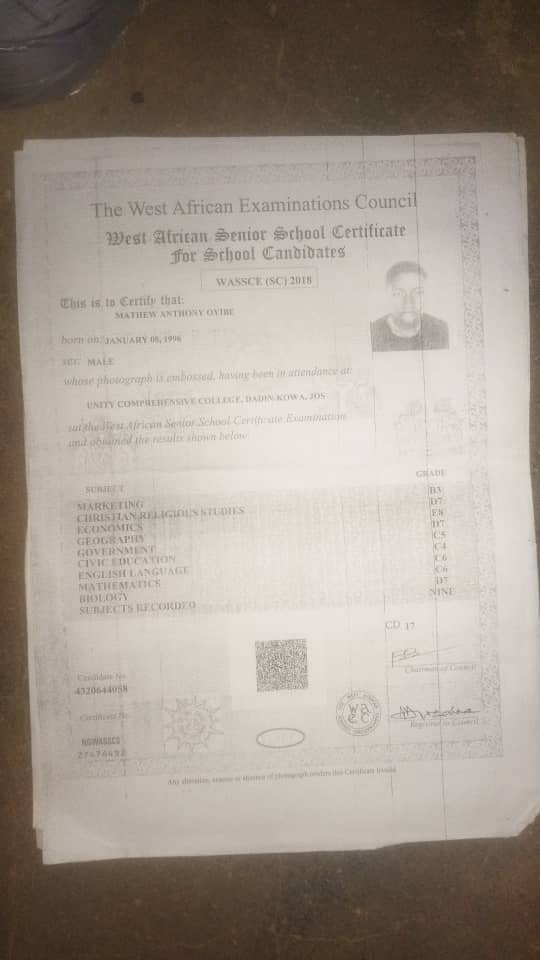 The West African Examinations Council
West African Senior School Certificate
For School Candidates
WASSCE (SC) 2018
This is to Certify that:
MATHEW ANTHONY OYIBE
born on: JANUARY 08, 1996
sex: MALE
whose photograph is embossed, having been in attendance at:
UNITY COMPREHENSIVE COLLEGE, DADIN-KOWA, JOS
sat the West African Senior School Certificate Examination
and obtained the results shown below
SUBJECT GRADE
MARKETING B3
CHRISTIAN RELIGIOUS STUDIES D7
ECONOMICS E8
GEOGRAPHY D7
GOVERNMENT C5
CIVIC EDUCATION C4
ENGLISH LANGUAGE C6
MATHEMATICS C6
BIOLOGY D7
SUBJECTS RECORDED NINE
CD 17
Chairman of Council
Candidate No.
4320644058
Certificate No.
Registrar to Council
NGWASSCS
27476492
Any alteration, erasure or absence of photograph renders this Certificate Invalid